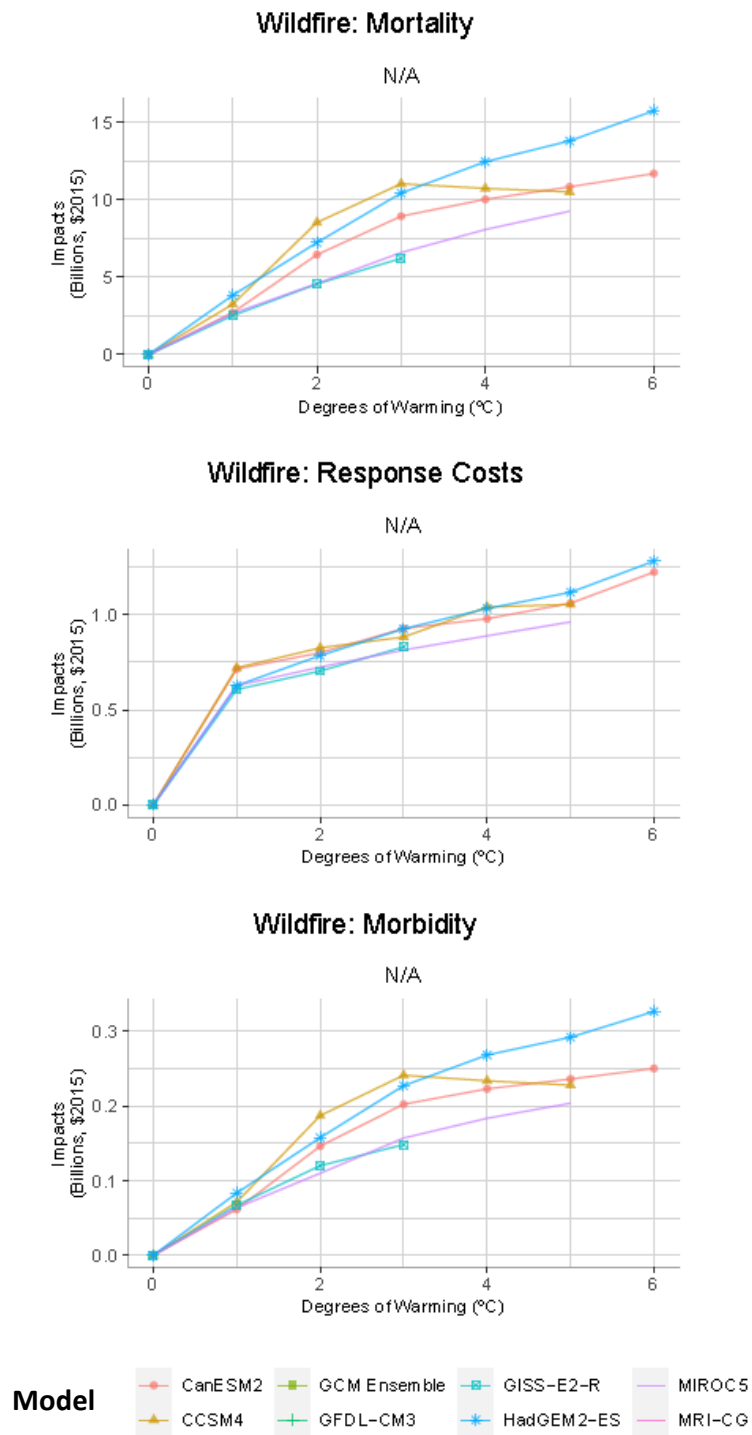 Wildfire: Mortality
N/A
15
10
5
0
Impacts
(Billions, $2015)
0 2 4 6
Degrees of Warming (ºC)
Wildfire: Response Costs
N/A
1.0
0.5
0.0
Impacts
(Billions, $2015)
0 2 4 6
Degrees of Warming (ºC)
Wildfire: Morbidity
N/A
0.3
0.2
0.1
0.0
Impacts
(Billions, $2015)
0 2 4 6
Degrees of Warming (ºC)
Model
CanESM2 GCM Ensemble GISS-E2-R MIROC5
CCSM4 GFDL-CM3 HadGEM2-ES MRI-CG